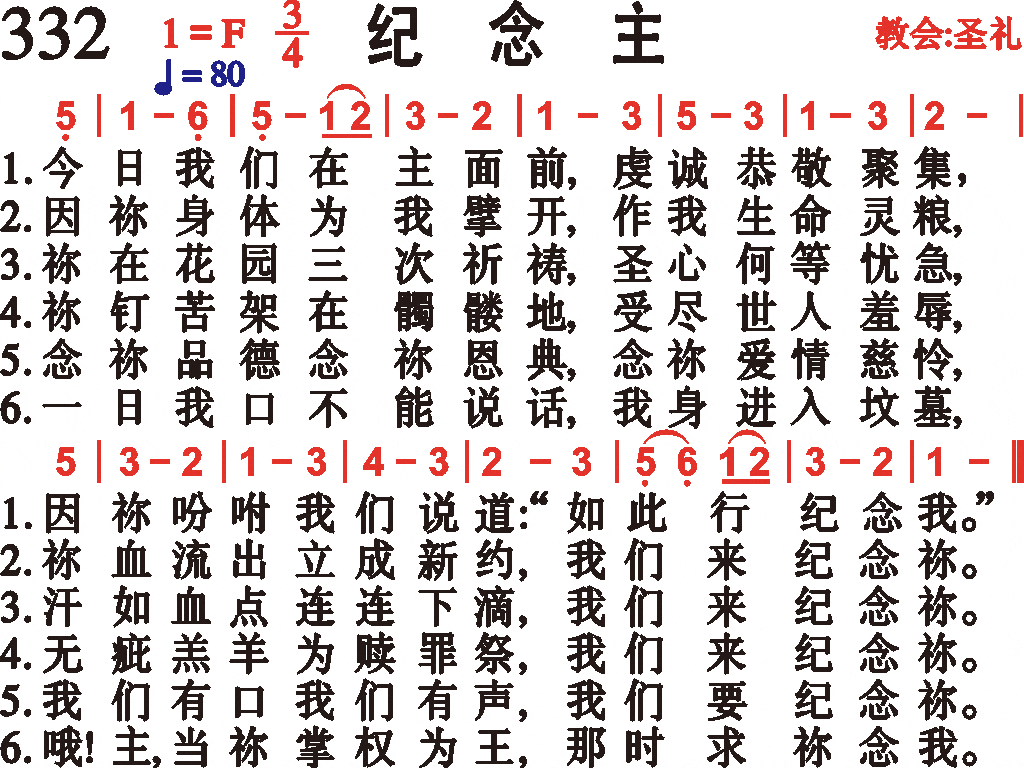 332 1=F 3/4 纪念主 教会:圣礼
♩=80
5̣ | 1 - 6̣ | 5̣ - 1 2 | 3 - 2 | 1 - 3 | 5 - 3 | 1 - 3 | 2 - |
1.今日我们在主面前,虔诚恭敬聚集,
2.因祢身体为我擘开,作我生命灵粮,
3.祢在花园三次祈祷,圣心何等忧急,
4.祢钉苦架在髑髅地,受尽世人羞辱,
5.念祢品德念祢恩典,念祢爱情慈怜,
6.一日我口不能说话,我身进入坟墓,
5 | 3 - 2 | 1 - 3 | 4 - 3 | 2 - 3 | 5̣ 6̣ 1 2 | 3 - 2 | 1 - ‖
1.因祢吩咐我们说道:“如此行纪念我。”
2.祢血流出立成新约,我们来纪念祢。
3.汗如血点连连下滴,我们来纪念祢。
4.无疵羔羊为赎罪祭,我们来纪念祢。
5.我们有口我们有声,我们要纪念祢。
6.哦!主,当祢掌权为王,那时求祢念我。